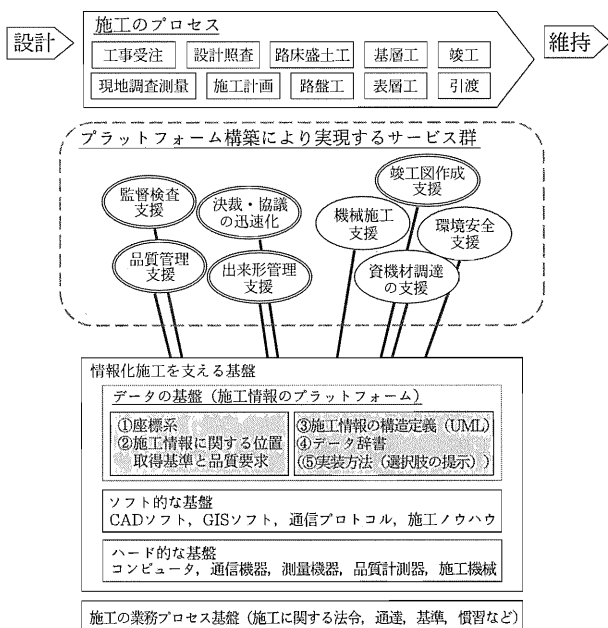 設計
施工のプロセス
維持
工事受注 設計照査 路床盛土工 基層工 竣工
現地調査測量 施工計画 路盤工 表層工 引渡
プラットフォーム構築により実現するサービス群
監督検査
支援
決裁・協議
の迅速化
機械施工
支援
竣工図作成
支援
環境安全
支援
品質管理
支援
出来形管理
支援
資機材調達
の支援
情報化施工を支える基盤
データの基盤（施工情報のプラットフォーム）
①座標系
②施工情報に関する位置
取得基準と品質要求
③施工情報の構造定義（UML）
④データ辞書
（⑤実装方法（選択肢の提示））
ソフト的な基盤
CADソフト，GISソフト，通信プロトコル，施工ノウハウ
ハード的な基盤
コンピュータ，通信機器，測量機器，品質計測器，施工機械
施工の業務プロセス基盤（施工に関する法令，通達，基準，慣習など）